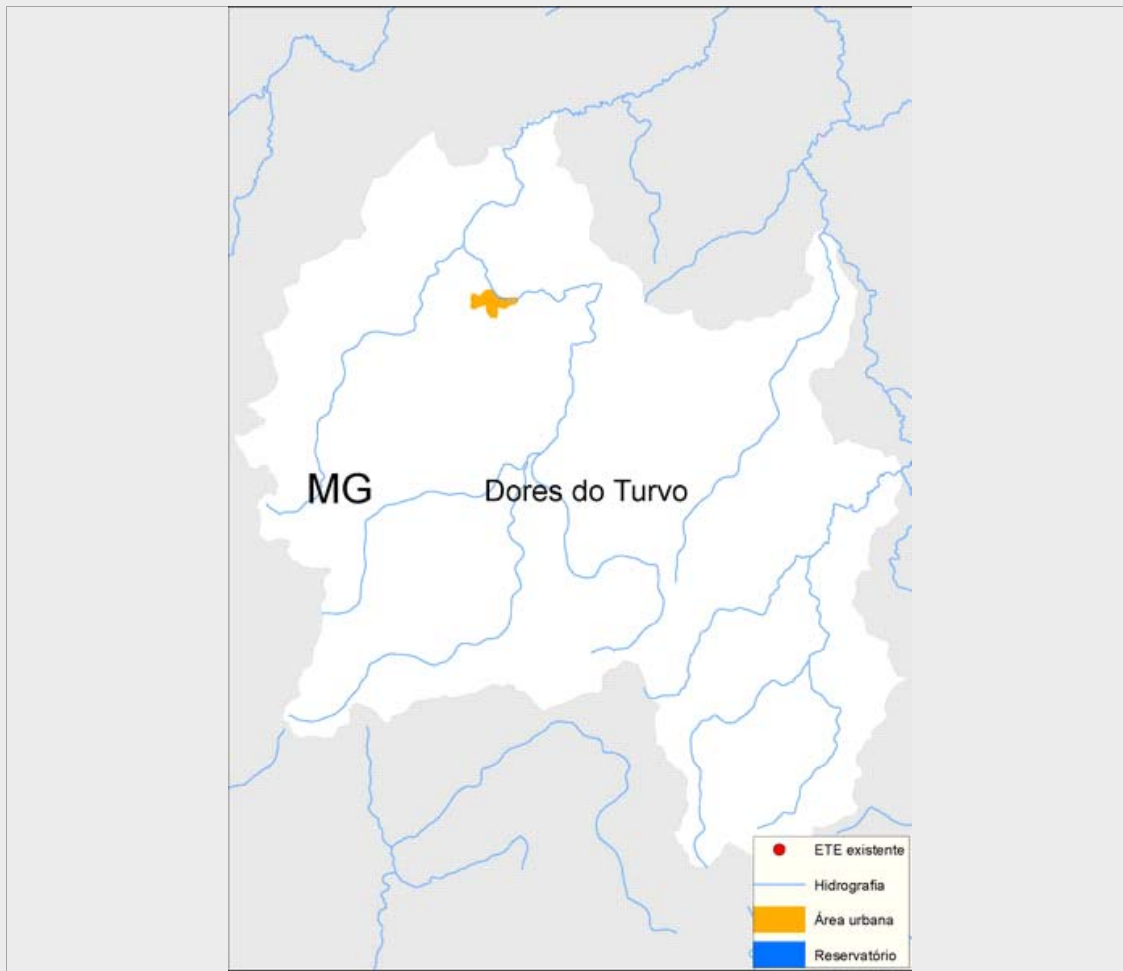 MG
Dores do Turvo
ETE existente
Hidrografia
Área urbana
Reservatório